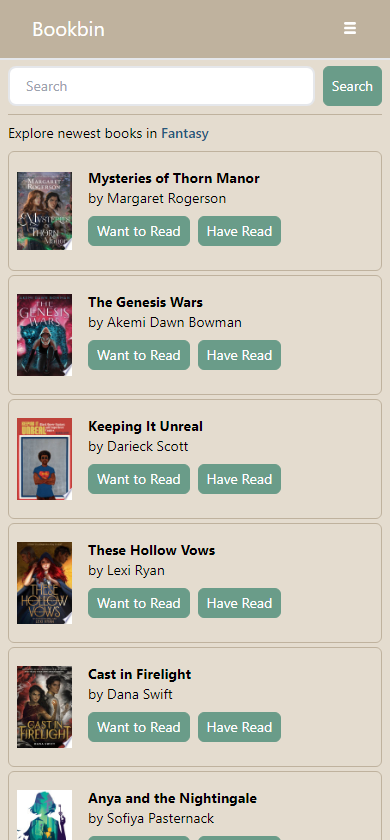 Bookbin
Search
Search
Explore newest books in Fantasy
MARGARET
ROGERSON
MYSTERIES
OF
THORN
MANOR
Mysteries of Thorn Manor
by Margaret Rogerson
Want to Read
Have Read
THE
GENESIS
WARS
The Genesis Wars
by Akemi Dawn Bowman
Want to Read
Have Read
KEEPING IT
UNREAL
Keeping It Unreal
by Darieck Scott
Want to Read
Have Read
THESE
HOLLOW
VOWS
LEXI RYAN
These Hollow Vows
by Lexi Ryan
Want to Read
Have Read
CAST IN
FIRELIGHT
DANA SWIFT
Cast in Firelight
by Dana Swift
Want to Read
Have Read
Anya and the Nightingale
by Sofiya Pasternack
Want to Read
Have Read